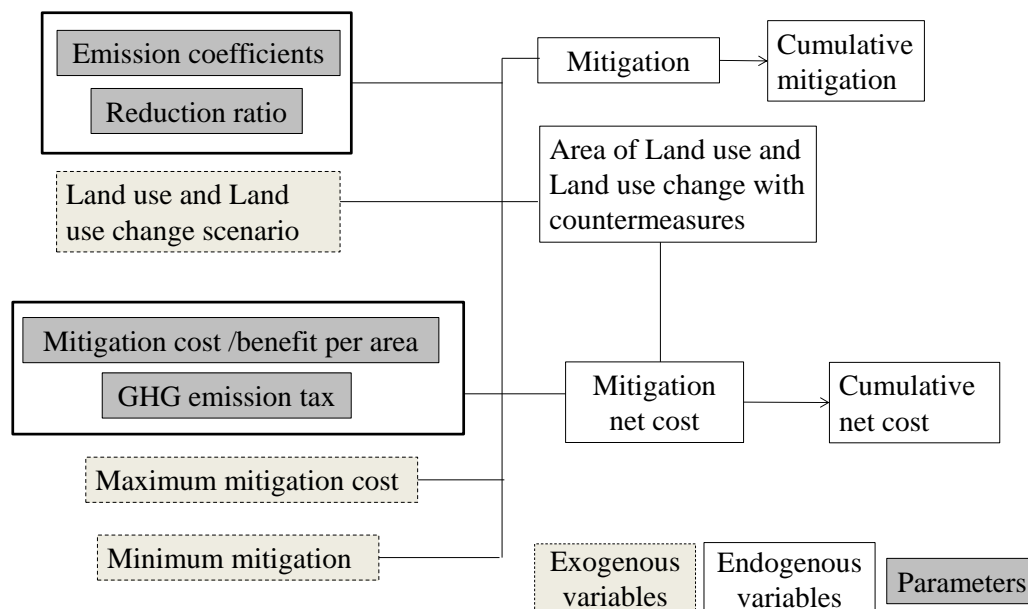 Emission coefficients
Reduction ratio
Land use and Land
use change scenario
Mitigation cost /benefit per area
GHG emission tax
Maximum mitigation cost
Minimum mitigation
Mitigation
Cumulative
mitigation
Area of Land use and
Land use change with
countermeasures
Mitigation
net cost
Cumulative
net cost
Exogenous
variables
Endogenous
variables
Parameters